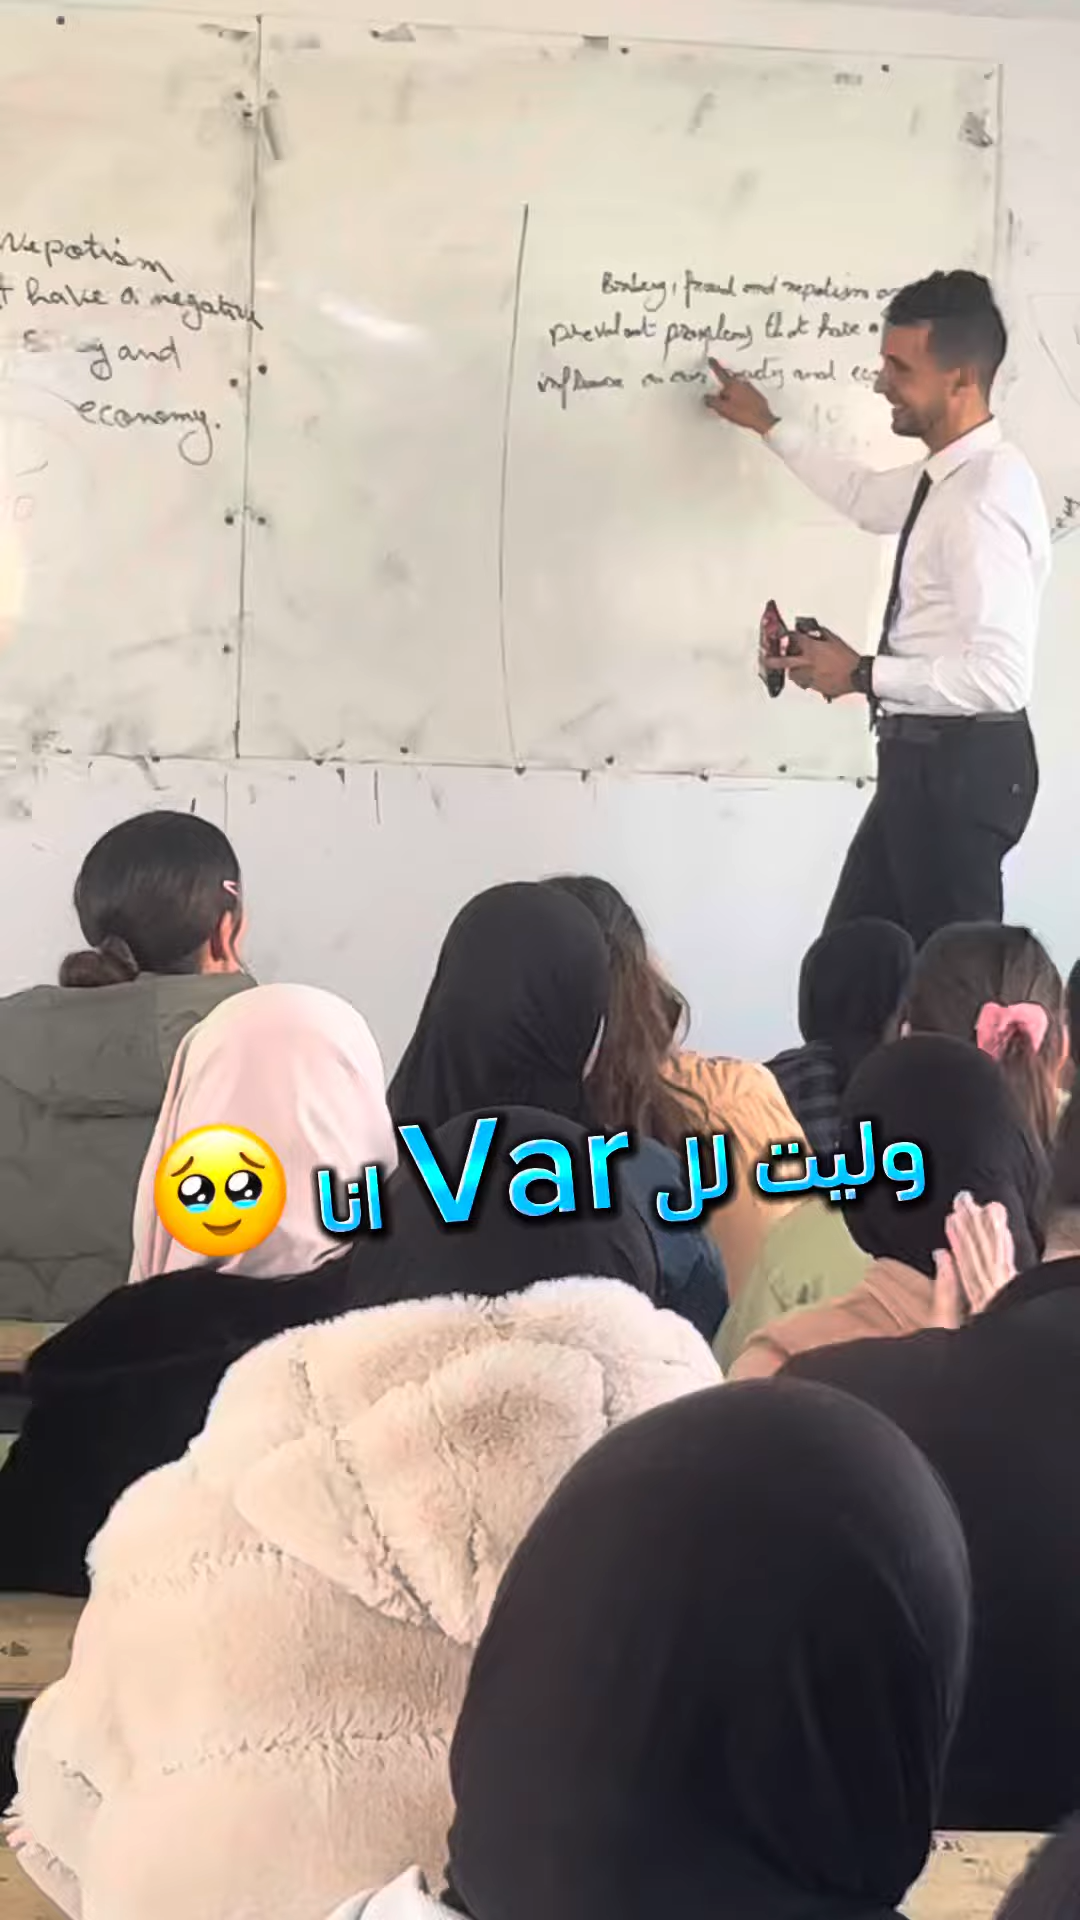 Nepotism
have a negative
and
economy.
Bribery, fraud and nepotism
prevalent problems that have a
influence on our society and
وليت لل Var انا 🥹